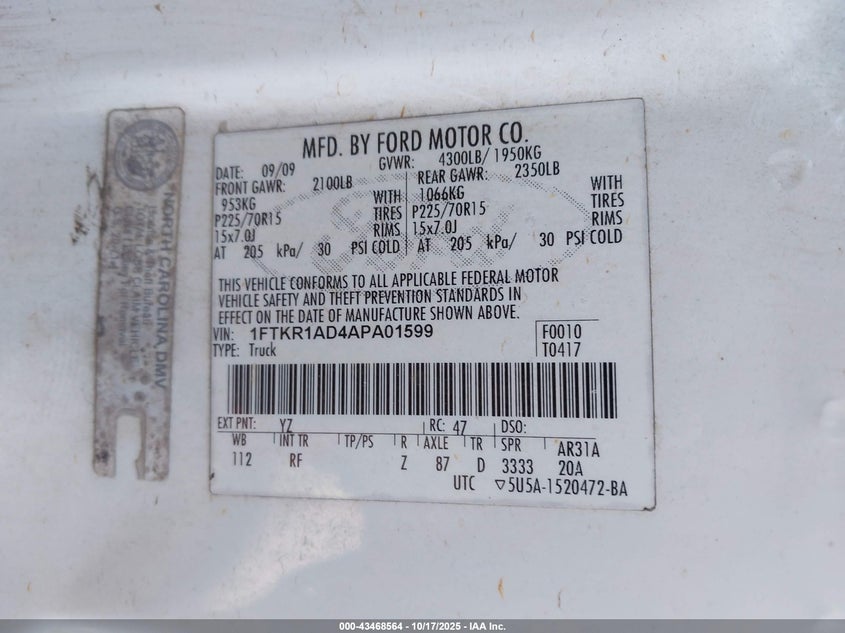 MFD. BY FORD MOTOR CO.
DATE: 09/09 GVWR: 4300LB/ 1950KG
FRONT GAWR: 2100LB REAR GAWR: 2350LB
953KG WITH 1066KG WITH
P225/70R15 TIRES P225/70R15 TIRES
15x7.0J RIMS 15x7.0J RIMS
AT 205 kPa/ 30 PSI COLD AT 205 kPa/ 30 PSI COLD
THIS VEHICLE CONFORMS TO ALL APPLICABLE FEDERAL MOTOR
VEHICLE SAFETY AND THEFT PREVENTION STANDARDS IN
EFFECT ON THE DATE OF MANUFACTURE SHOWN ABOVE.
VIN: 1FTKR1AD4APA01599 F0010
TYPE: Truck T0417
EXT PNT: YZ RC: 47 DSO:
WB INT TR TP/PS R AXLE TR SPR AR31A
112 RF Z 87 D 3333 20A
UTC ▽5U5A-1520472-BA
NORTH CAROLINA DMV
000-43468564 | 10/17/2025 - IAA Inc.